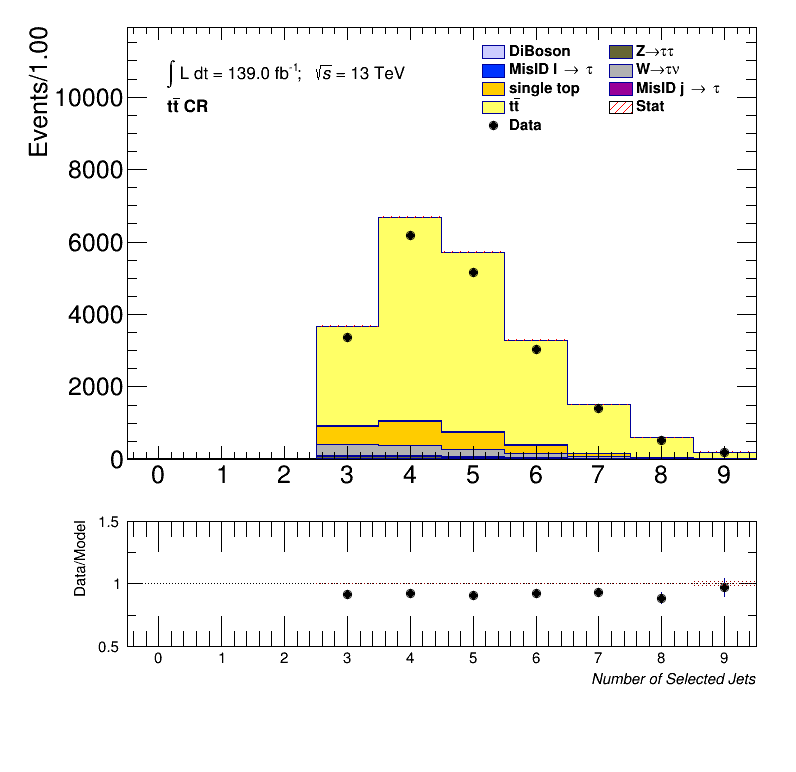 Events/1.00
∫ L dt = 139.0 fb⁻¹; √s = 13 TeV
tt̄ CR
DiBoson
MisID l → τ
single top
tt̄
Data
Z→ττ
W→τν
MisID j → τ
Stat
10000
8000
6000
4000
2000
0
0 1 2 3 4 5 6 7 8 9
Data/Model
1.5
1
0.5
0 1 2 3 4 5 6 7 8 9
Number of Selected Jets